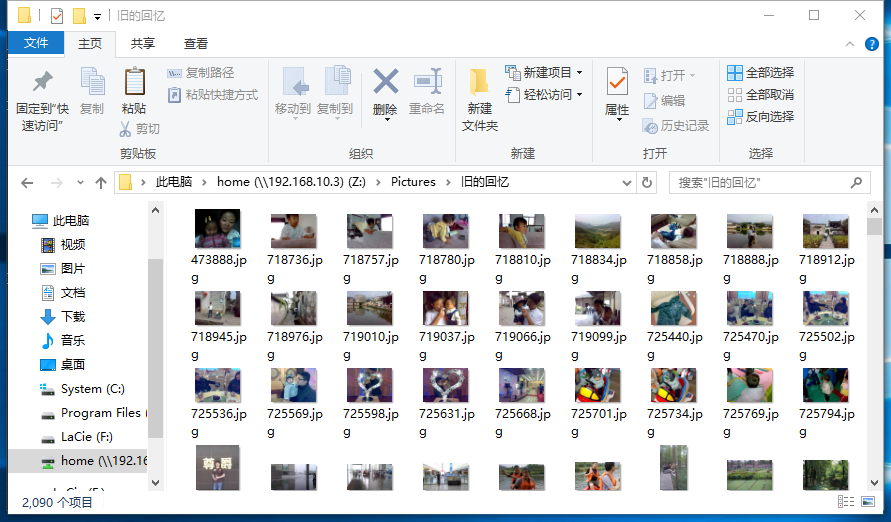 旧的回忆
文件 主页 共享 查看
固定到"快速访问"
复制
粘贴
复制路径
粘贴快捷方式
剪切
剪贴板
移动到
复制到
删除
重命名
组织
新建文件夹
新建项目
轻松访问
新建
属性
打开
编辑
历史记录
打开
全部选择
全部取消
反向选择
选择
此电脑 > home (\\192.168.10.3) (Z:) > Pictures > 旧的回忆
搜索"旧的回忆"
此电脑
视频
图片
文档
下载
音乐
桌面
System (C:)
Program Files (
LaCie (F:)
home (\\192.16
473888.jpg 718736.jpg 718757.jpg 718780.jpg 718810.jpg 718834.jpg 718858.jpg 718888.jpg 718912.jpg
718945.jpg 718976.jpg 719010.jpg 719037.jpg 719066.jpg 719099.jpg 725440.jpg 725470.jpg 725502.jpg
725536.jpg 725569.jpg 725598.jpg 725631.jpg 725668.jpg 725701.jpg 725734.jpg 725769.jpg 725794.jpg
尊爵
2,090 个项目